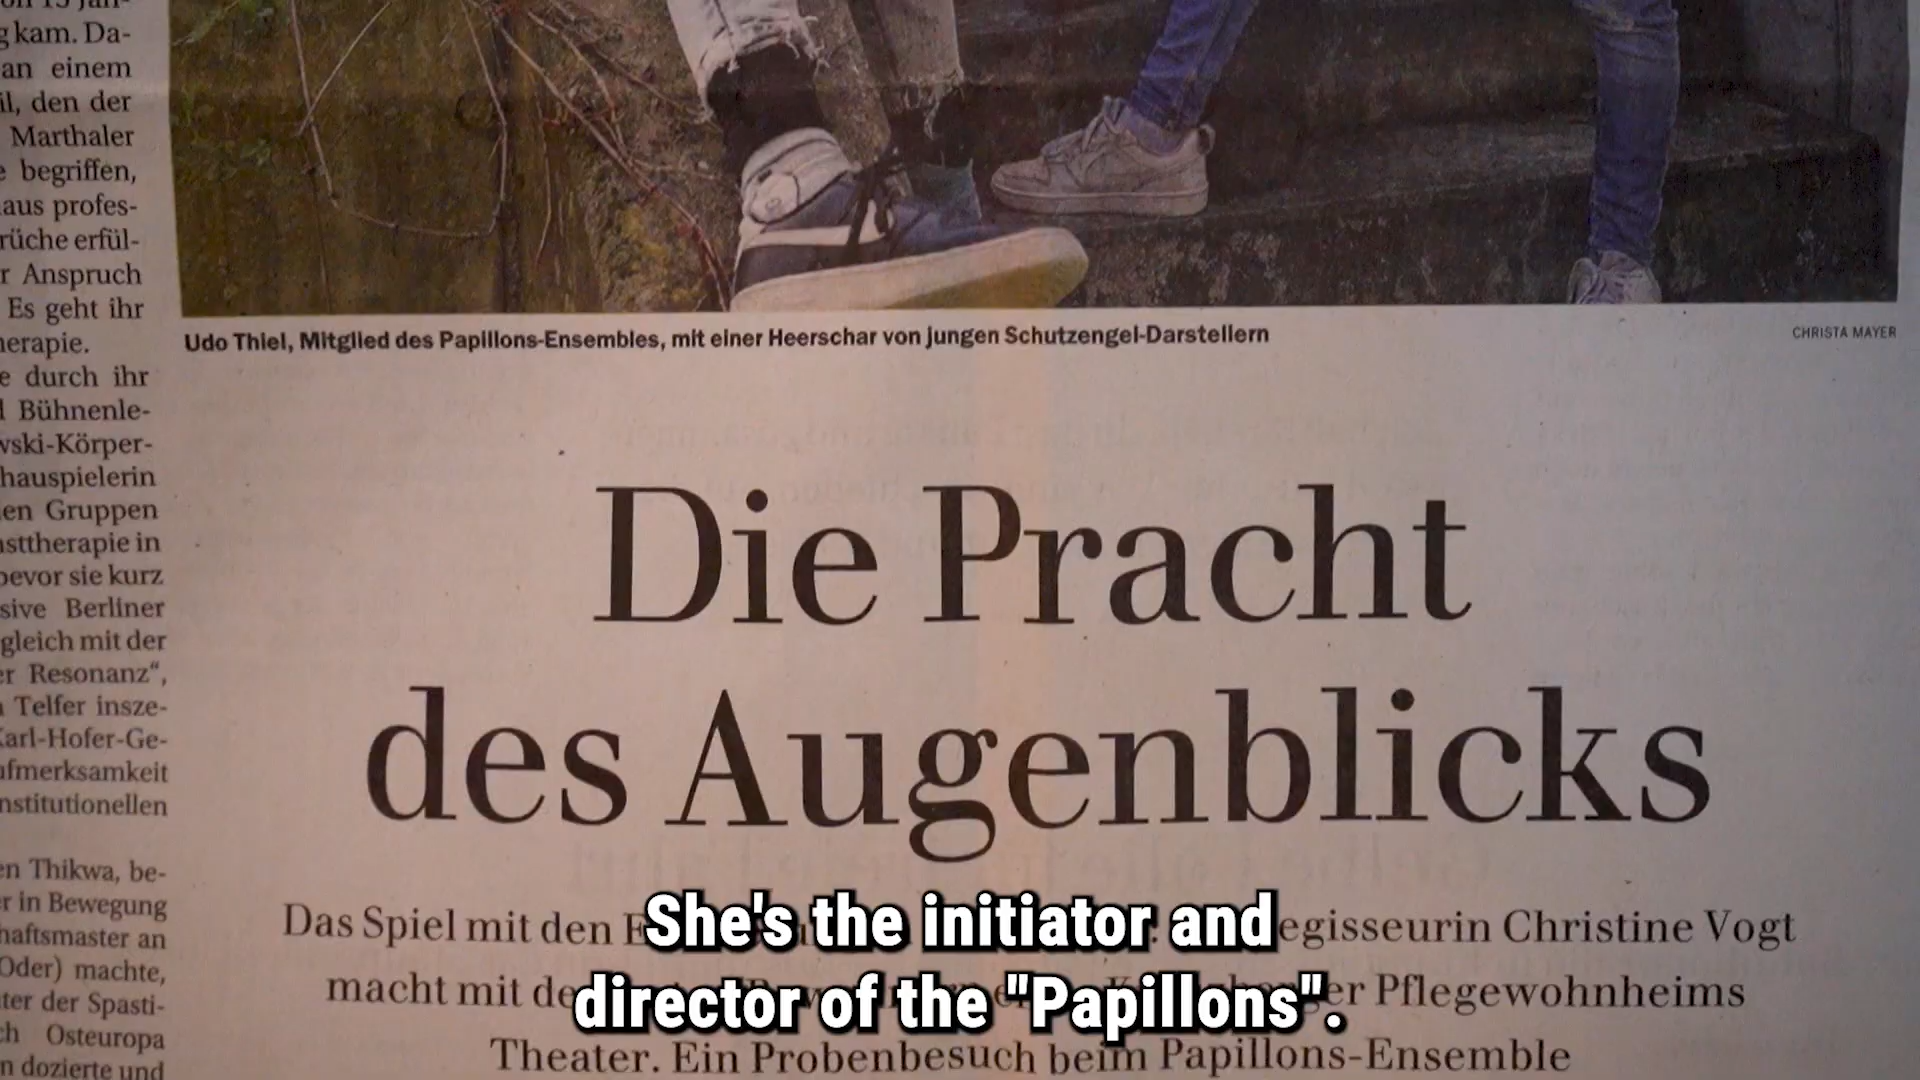 kam. Da-
an einem
il, den der
Marthaler
begriffen,
aus profes-
rüche erfül-
r Anspruch
Es geht ihr
herapie.
e durch ihr
Bühnenle-
wski-Körper-
hauspielerin
en Gruppen
nsttherapie in
bevor sie kurz
sive Berliner
gleich mit der
er Resonanz“,
Telfer insze-
Karl-Hofer-Ge-
ufmerksamkeit
nstitutionellen
en Thikwa, be-
r in Bewegung
haftsmaster an
Oder) machte,
ter der Spasti-
ch Osteuropa
n dozierte und
Udo Thiel, Mitglied des Papillons-Ensembles, mit einer Heerschar von jungen Schutzengel-Darstellern
CHRISTA MAYER
Die Pracht
des Augenblicks
Das Spiel mit den egisseurin Christine Vogt
macht mit de er Pflegewohnheims
Theater. Ein Probenbesuch beim Papillons-Ensemble
She's the initiator and
director of the "Papillons".